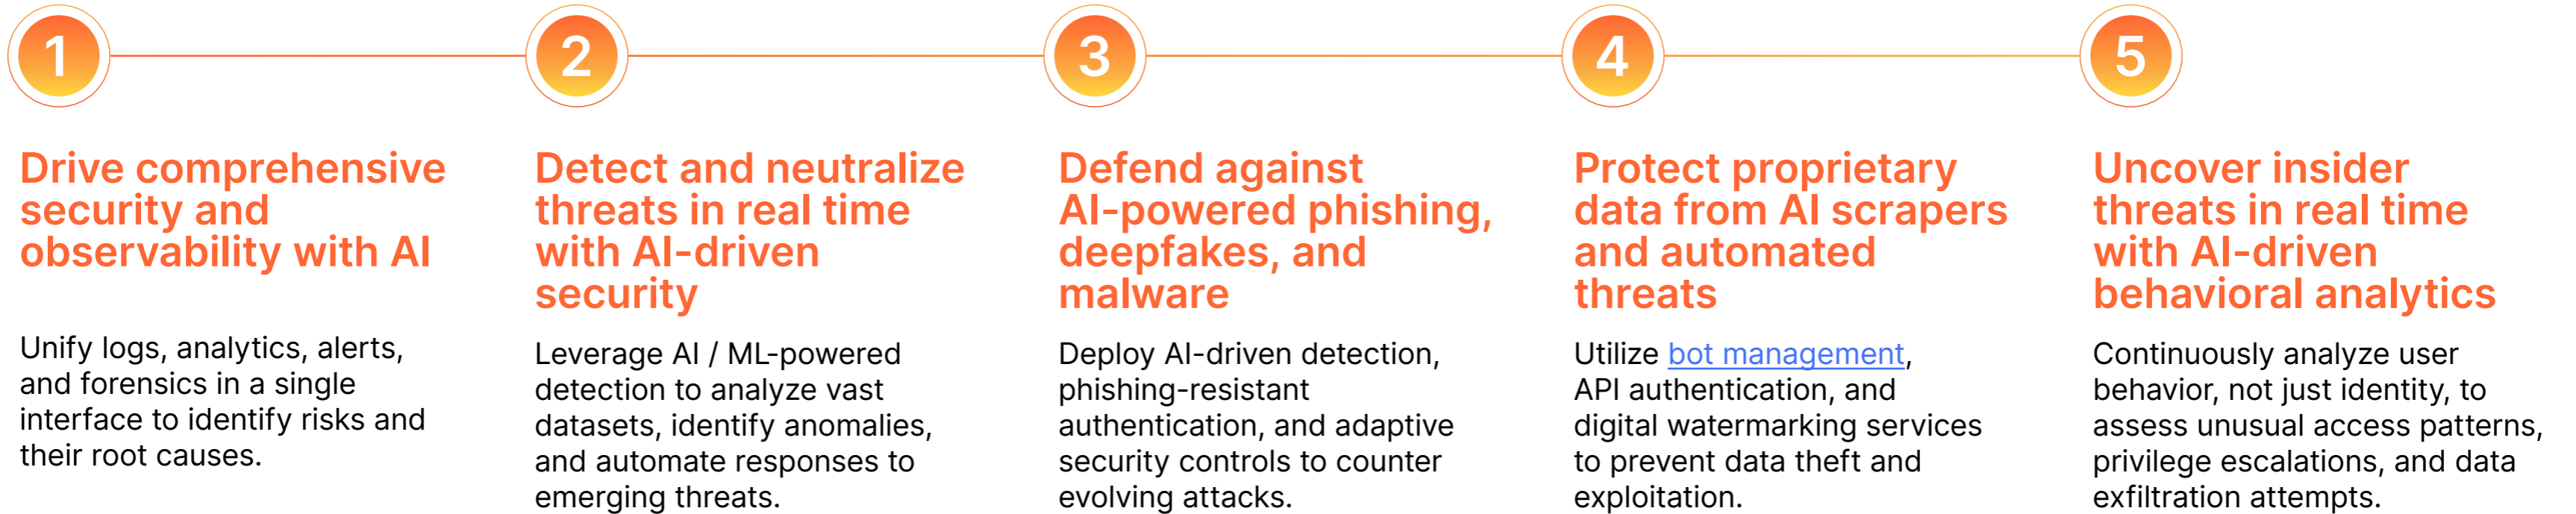 1
Drive comprehensive
security and
observability with AI
Unify logs, analytics, alerts,
and forensics in a single
interface to identify risks and
their root causes.
2
Detect and neutralize
threats in real time
with AI-driven
security
Leverage AI / ML-powered
detection to analyze vast
datasets, identify anomalies,
and automate responses to
emerging threats.
3
Defend against
AI-powered phishing,
deepfakes, and
malware
Deploy AI-driven detection,
phishing-resistant
authentication, and adaptive
security controls to counter
evolving attacks.
4
Protect proprietary
data from AI scrapers
and automated
threats
Utilize bot management,
API authentication, and
digital watermarking services
to prevent data theft and
exploitation.
5
Uncover insider
threats in real time
with AI-driven
behavioral analytics
Continuously analyze user
behavior, not just identity, to
assess unusual access patterns,
privilege escalations, and data
exfiltration attempts.